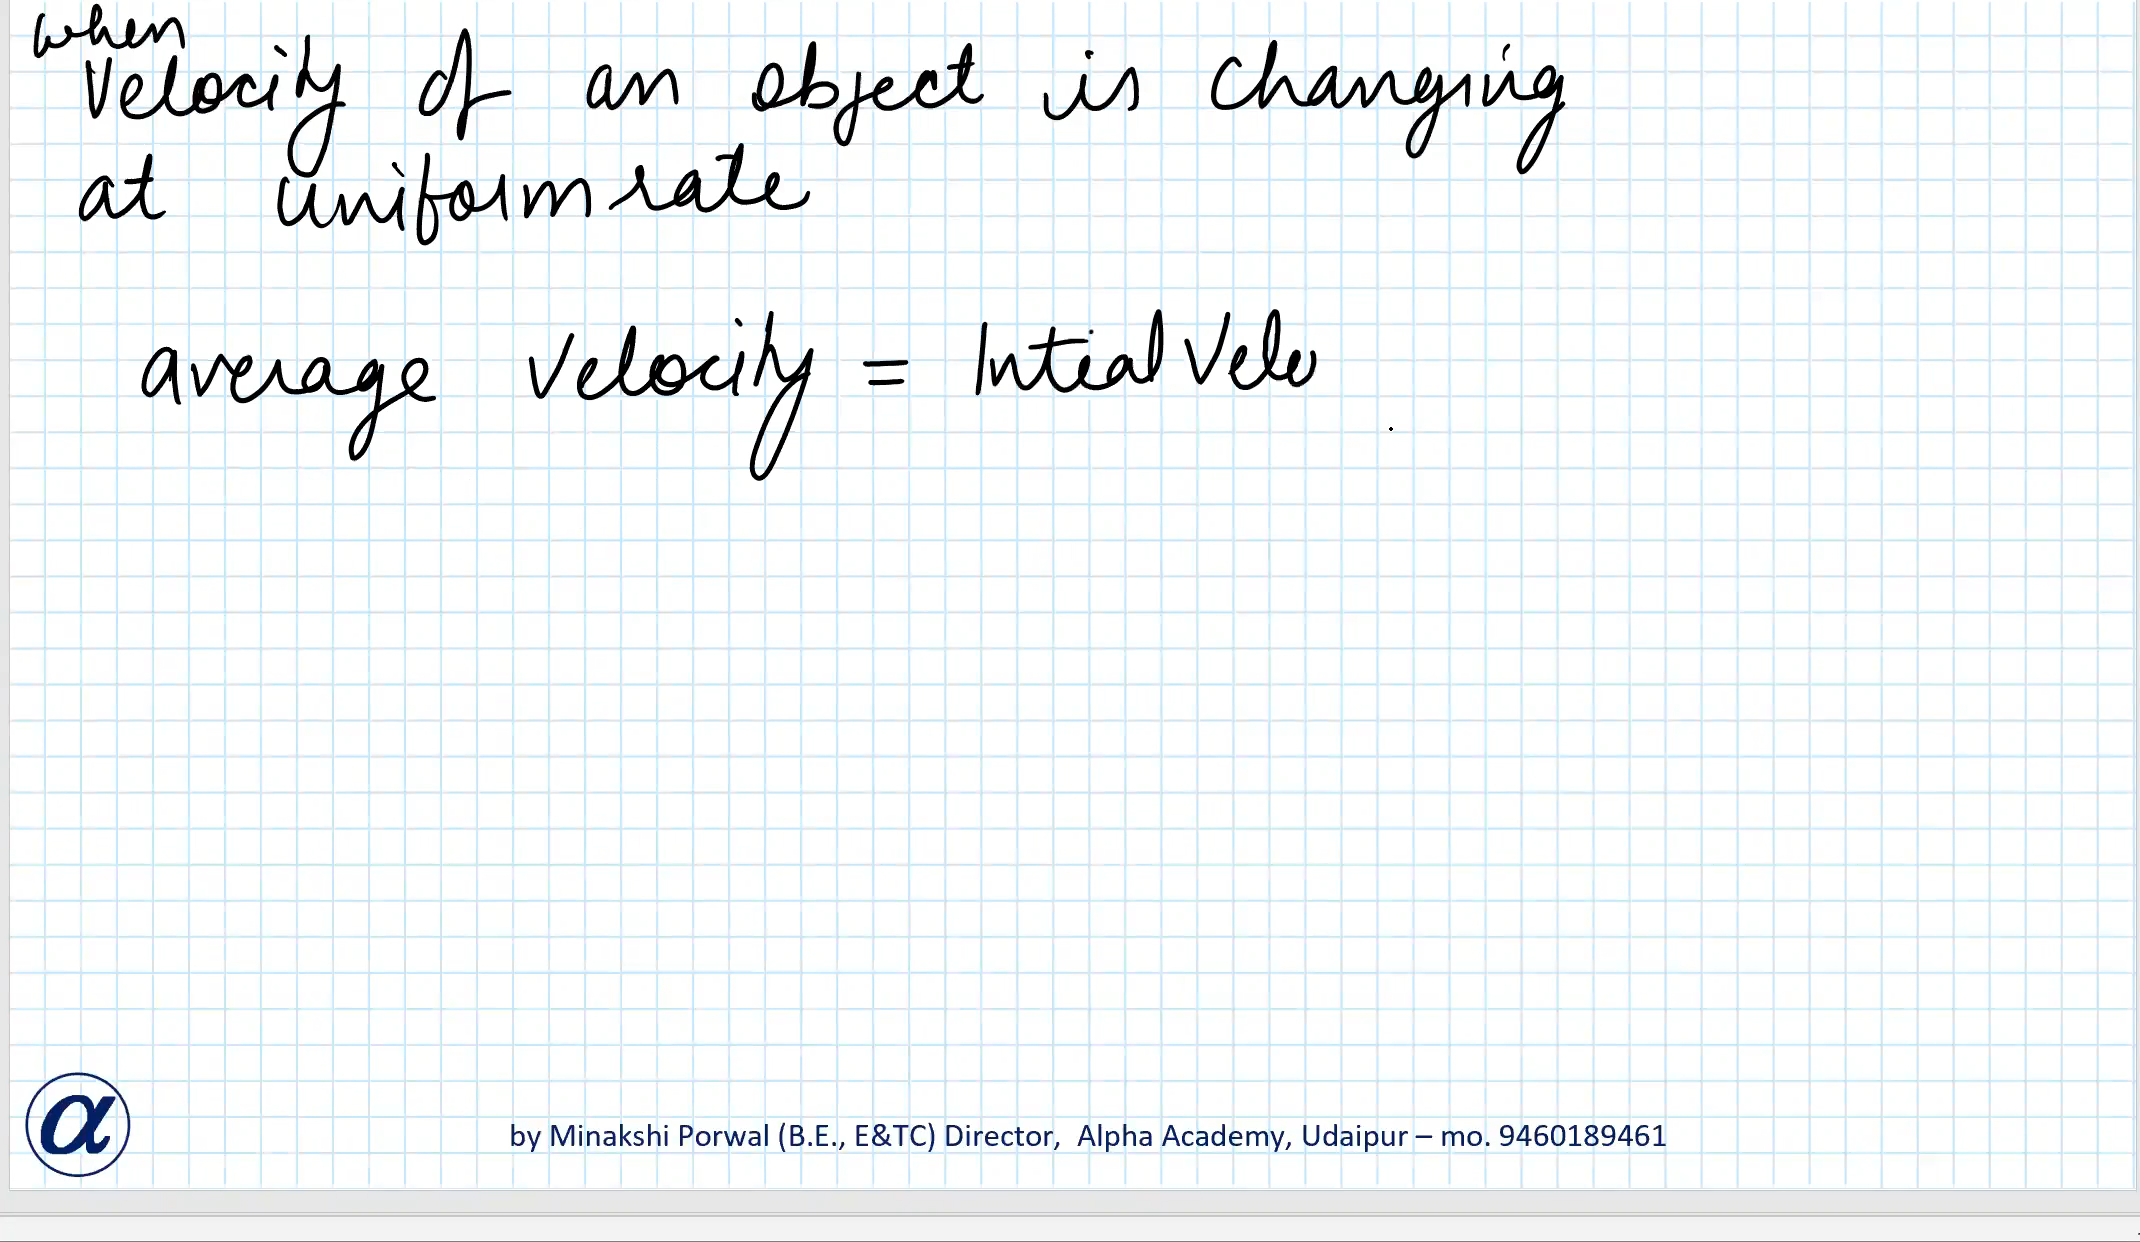 when
Velocity of an object is changing
at uniform rate
average velocity = Intial Velo
α
by Minakshi Porwal (B.E., E&TC) Director, Alpha Academy, Udaipur – mo. 9460189461